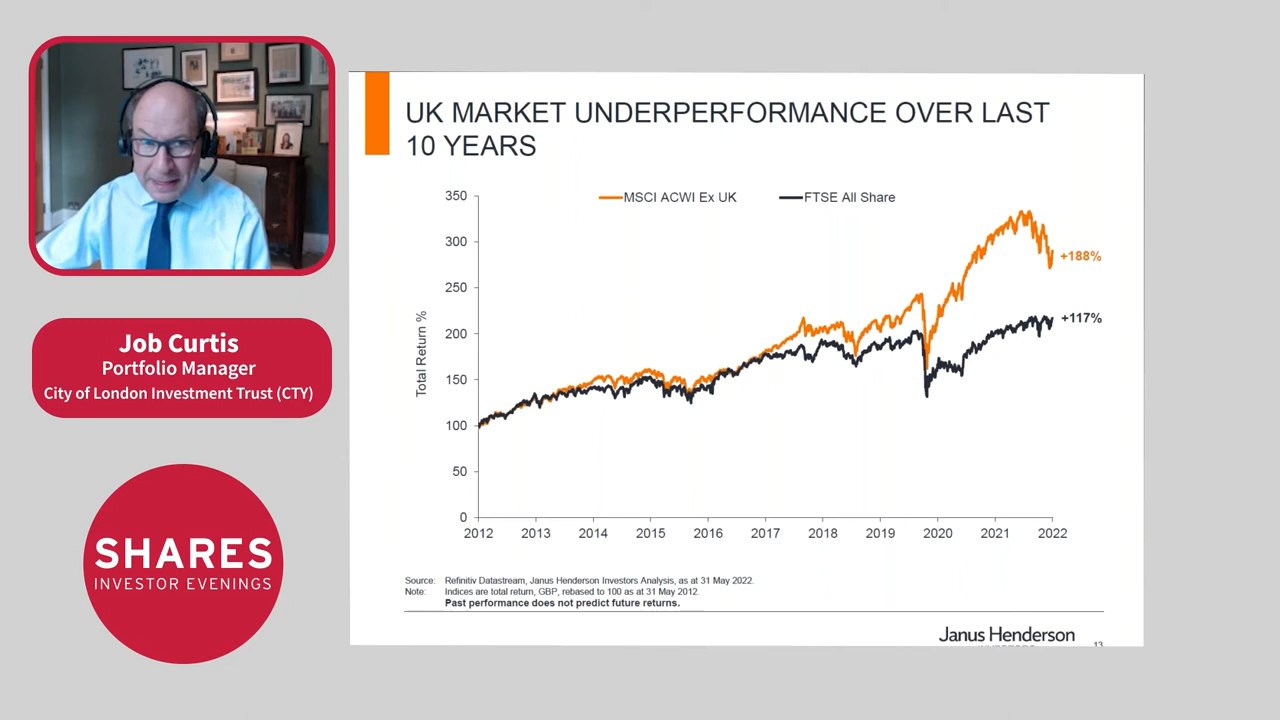 Job Curtis
Portfolio Manager
City of London Investment Trust (CTY)
SHARES
INVESTOR EVENINGS
UK MARKET UNDERPERFORMANCE OVER LAST
10 YEARS
MSCI ACWI Ex UK
FTSE All Share
Total Return %
350
300
250
200
150
100
50
0
+188%
+117%
2012 2013 2014 2015 2016 2017 2018 2019 2020 2021 2022
Source: Refinitiv Datastream, Janus Henderson Investors Analysis, as at 31 May 2022.
Note: Indices are total return, GBP, rebased to 100 as at 31 May 2012.
Past performance does not predict future returns.
Janus Henderson
13